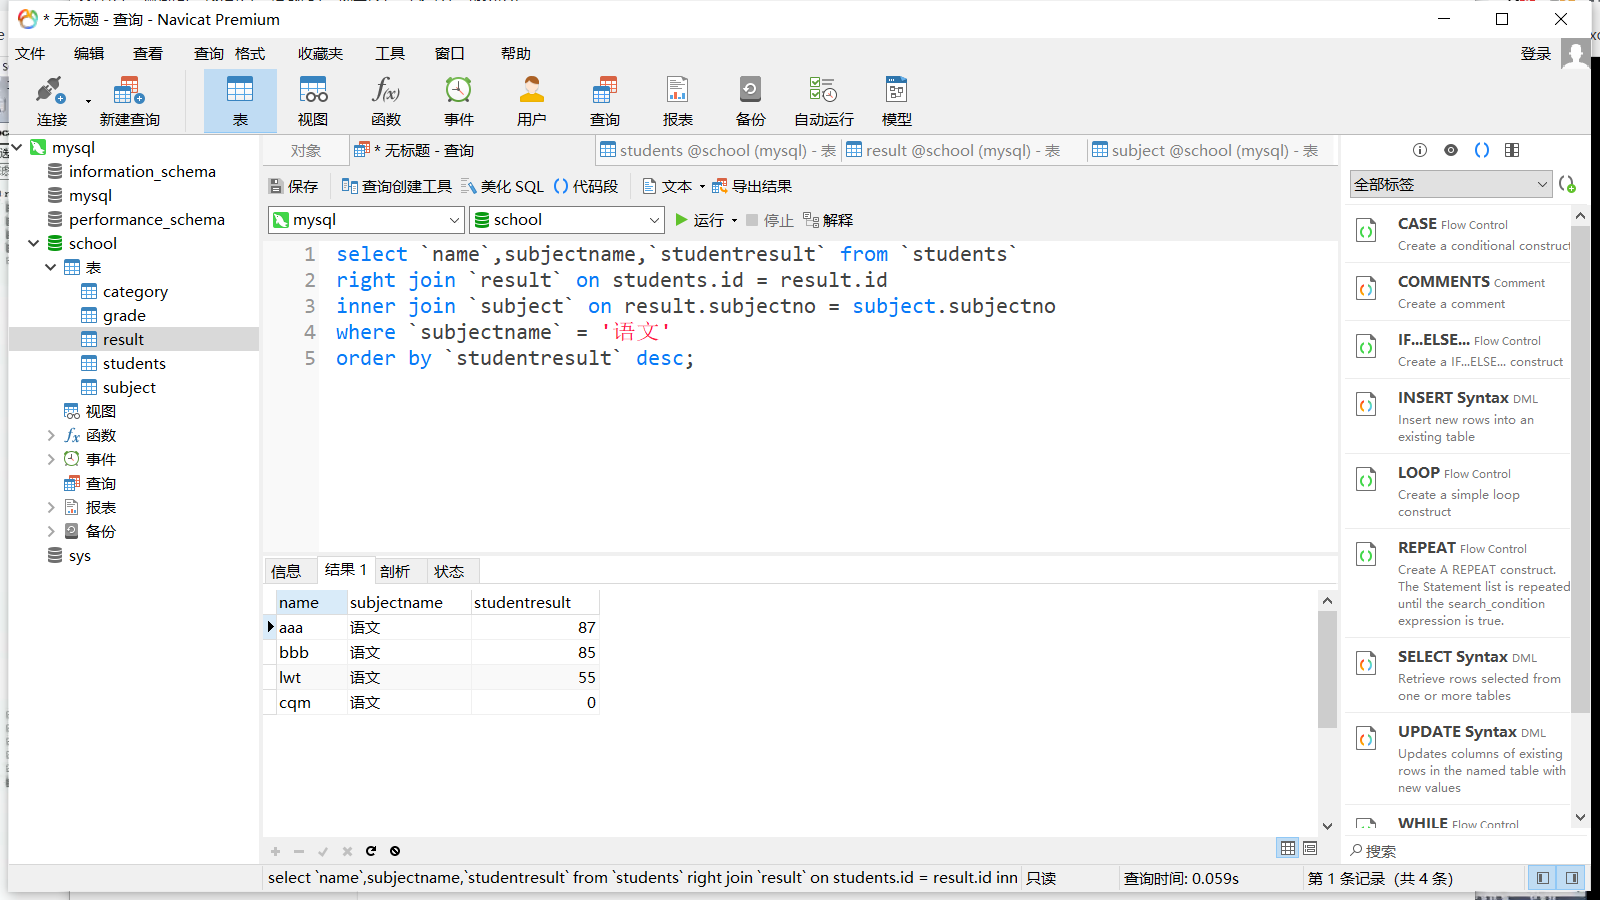 * 无标题 - 查询 - Navicat Premium
文件 编辑 查看 查询 格式 收藏夹 工具 窗口 帮助 登录
连接 新建查询 表 视图 函数 事件 用户 查询 报表 备份 自动运行 模型
mysql
information_schema
mysql
performance_schema
school
表
category
grade
result
students
subject
视图
函数
事件
查询
报表
备份
sys
对象 * 无标题 - 查询 students @school (mysql) - 表 result @school (mysql) - 表 subject @school (mysql) - 表
保存 查询创建工具 美化 SQL () 代码段 文本 导出结果
mysql school 运行 停止 解释
1 select `name`,subjectname,`studentresult` from `students`
2 right join `result` on students.id = result.id
3 inner join `subject` on result.subjectno = subject.subjectno
4 where `subjectname` = '语文'
5 order by `studentresult` desc;
信息 结果 1 剖析 状态
name subjectname studentresult
aaa 语文 87
bbb 语文 85
lwt 语文 55
cqm 语文 0
全部标签
CASE Flow Control
Create a conditional construct
COMMENTS Comment
Create a comment
IF...ELSE... Flow Control
Create a IF...ELSE... construct
INSERT Syntax DML
Insert new rows into an
existing table
LOOP Flow Control
Create a simple loop
construct
REPEAT Flow Control
Create A REPEAT construct.
The Statement list is repeated
until the search_condition
expression is true.
SELECT Syntax DML
Retrieve rows selected from
one or more tables
UPDATE Syntax DML
Updates columns of existing
rows in the named table with
new values
WHILE Flow Control
搜索
select `name`,subjectname,`studentresult` from `students` right join `result` on students.id = result.id inn 只读 查询时间: 0.059s 第 1 条记录 (共 4 条)